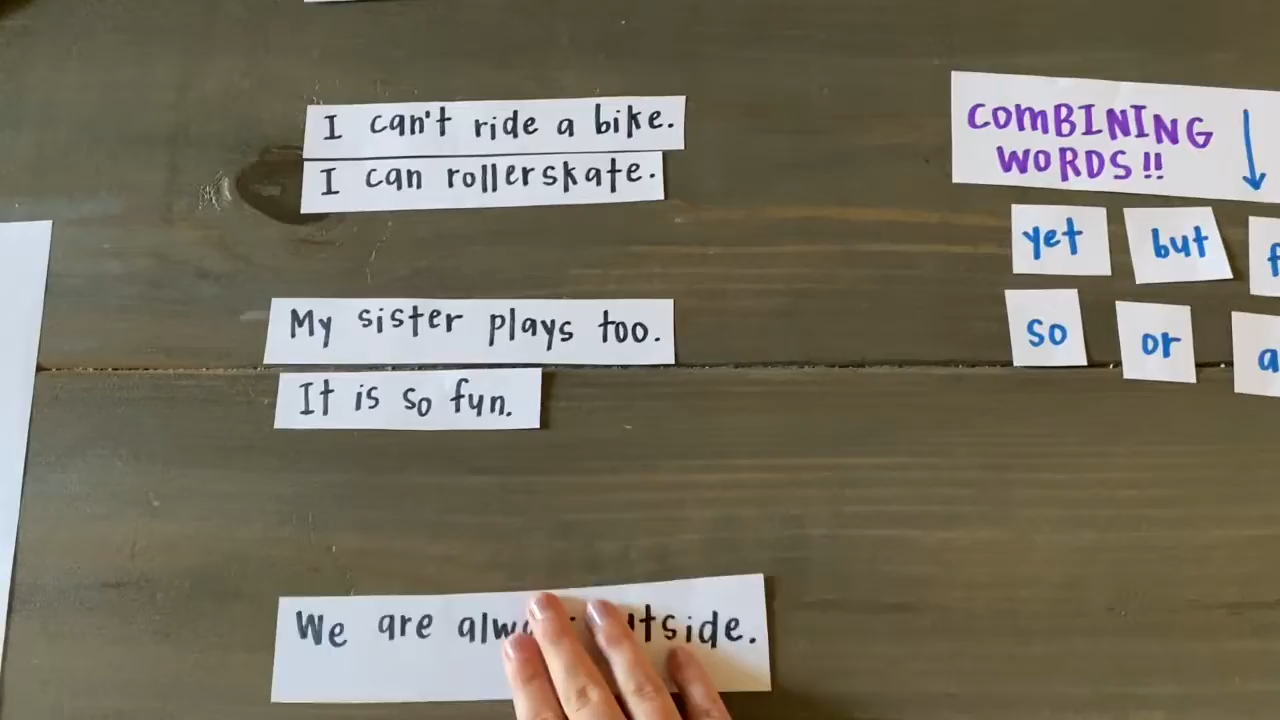 I can't ride a bike.
I can rollerskate.
My sister plays too.
It is so fun.
We are
COMBINING
WORDS!!
yet
but
so
or